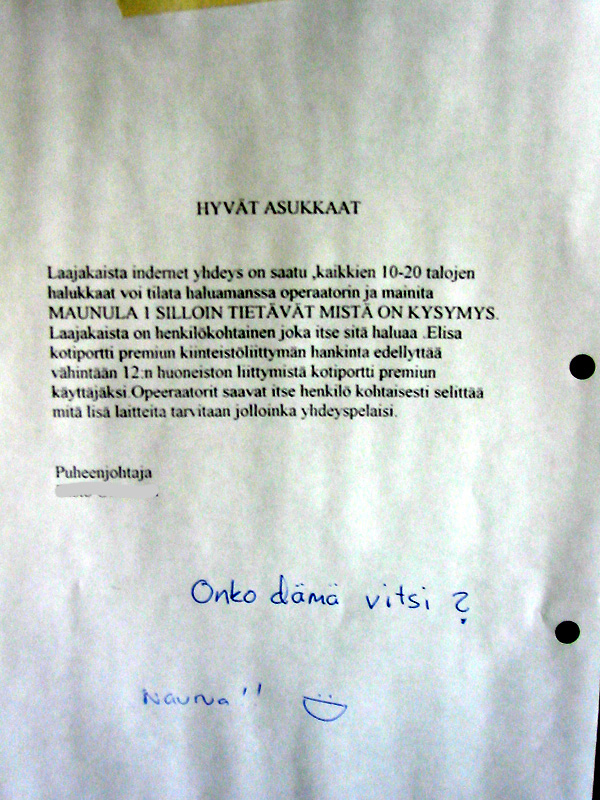 HYVÄT ASUKKAAT
Laajakaista indernet yhdeys on saatu ,kaikkien 10-20 talojen
halukkaat voi tilata haluamanssa operaatorin ja mainita
MAUNULA 1 SILLOIN TIETÄVÄT MISTÄ ON KYSYMYS.
Laajakaista on henkilökohtainen joka itse sitä haluaa .Elisa
kotiportti premiun kiinteistöliittymän hankinta edellyttää
vähintään 12:n huoneiston liittymistä kotiportti premiun
käyttäjäksi.Opeeraatorit saavat itse henkilö kohtaisesti selittää
mitä lisä laitteita tarvitaan jolloinka yhdeyspelaisi.
Puheenjohtaja
Onko dämä vitsi ?
Naurua!!